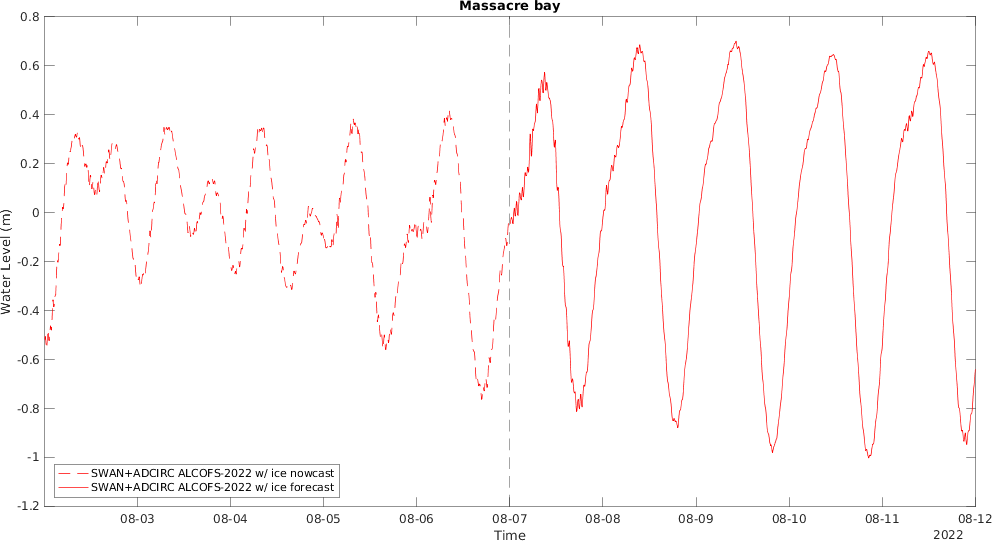 Massacre bay
0.8
0.6
0.4
0.2
0
-0.2
-0.4
-0.6
-0.8
-1
-1.2
Water Level (m)
SWAN+ADCIRC ALCOFS-2022 w/ ice nowcast
SWAN+ADCIRC ALCOFS-2022 w/ ice forecast
08-03 08-04 08-05 08-06 08-07 08-08 08-09 08-10 08-11 08-12
Time
2022